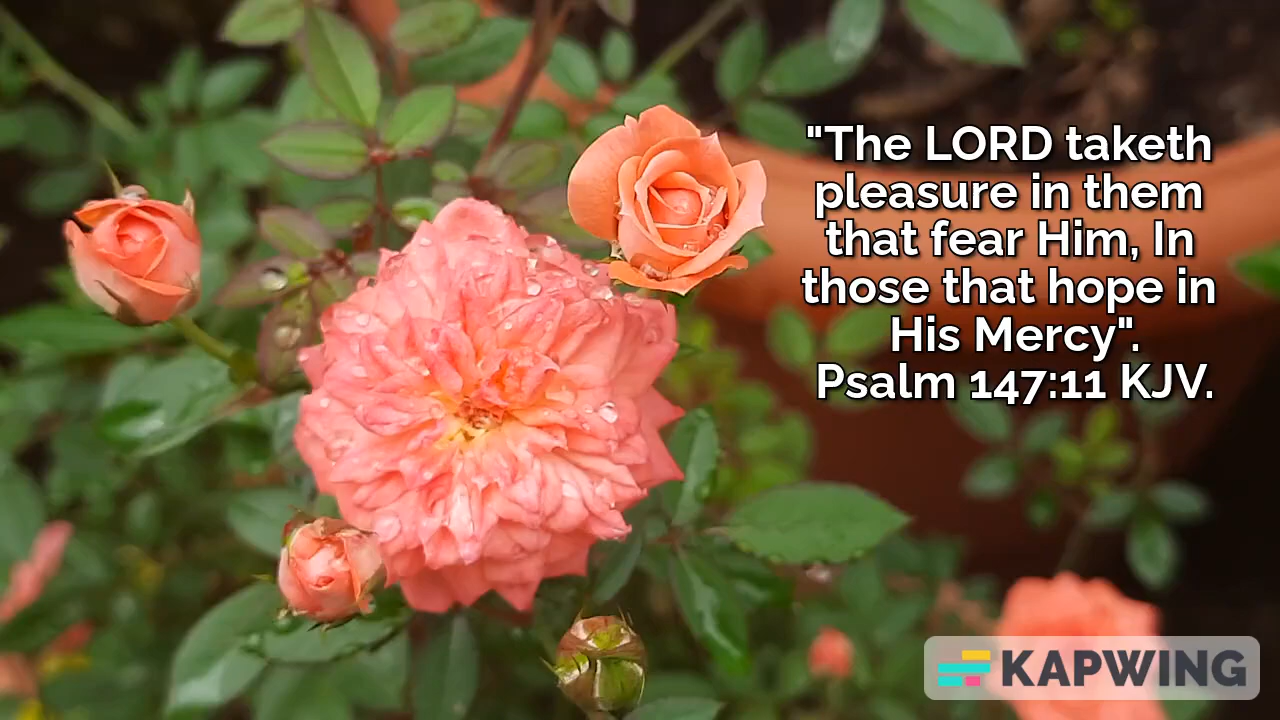 "The LORD taketh
pleasure in them
that fear Him, In
those that hope in
His Mercy".
Psalm 147:11 KJV.
KAPWING